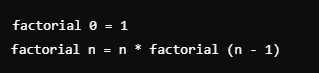 factorial 0 = 1
factorial n = n * factorial (n - 1)